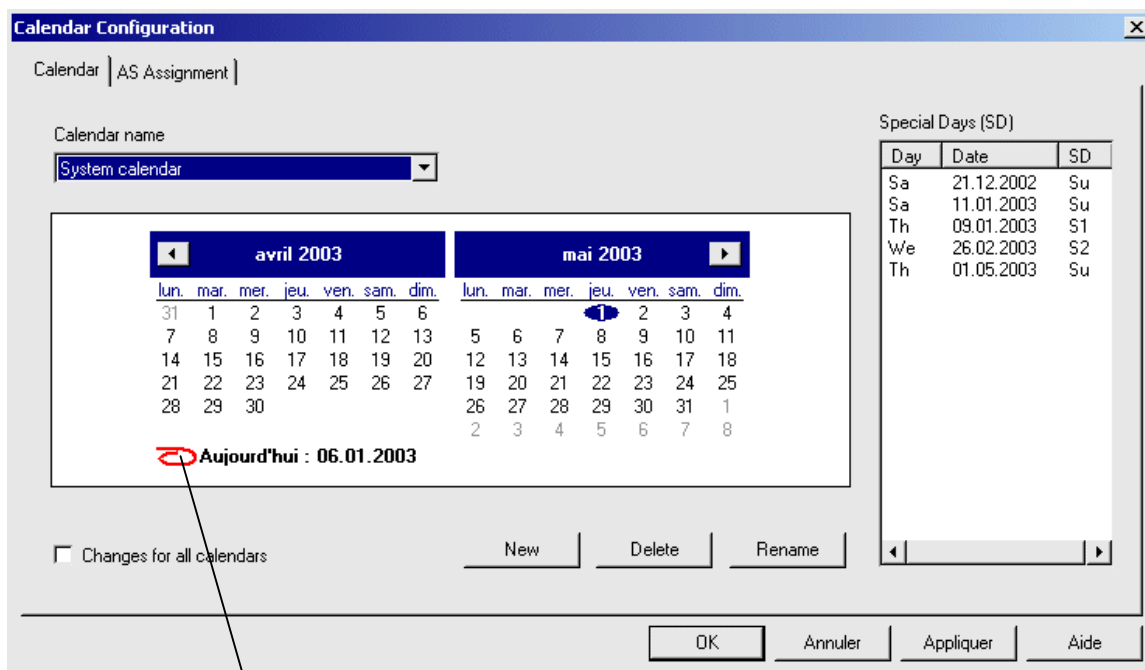 Calendar Configuration
Calendar
AS Assignment
Calendar name
System calendar
avril 2003
lun. mar. mer. jeu. ven. sam. dim.
31 1 2 3 4 5 6
7 8 9 10 11 12 13
14 15 16 17 18 19 20
21 22 23 24 25 26 27
28 29 30
mai 2003
lun. mar. mer. jeu. ven. sam. dim.
1 2 3 4
5 6 7 8 9 10 11
12 13 14 15 16 17 18
19 20 21 22 23 24 25
26 27 28 29 30 31 1
2 3 4 5 6 7 8
Aujourd'hui : 06.01.2003
Changes for all calendars
New
Delete
Rename
Special Days (SD)
Day Date SD
Sa 21.12.2002 Su
Sa 11.01.2003 Su
Th 09.01.2003 S1
We 26.02.2003 S2
Th 01.05.2003 Su
OK
Annuler
Appliquer
Aide